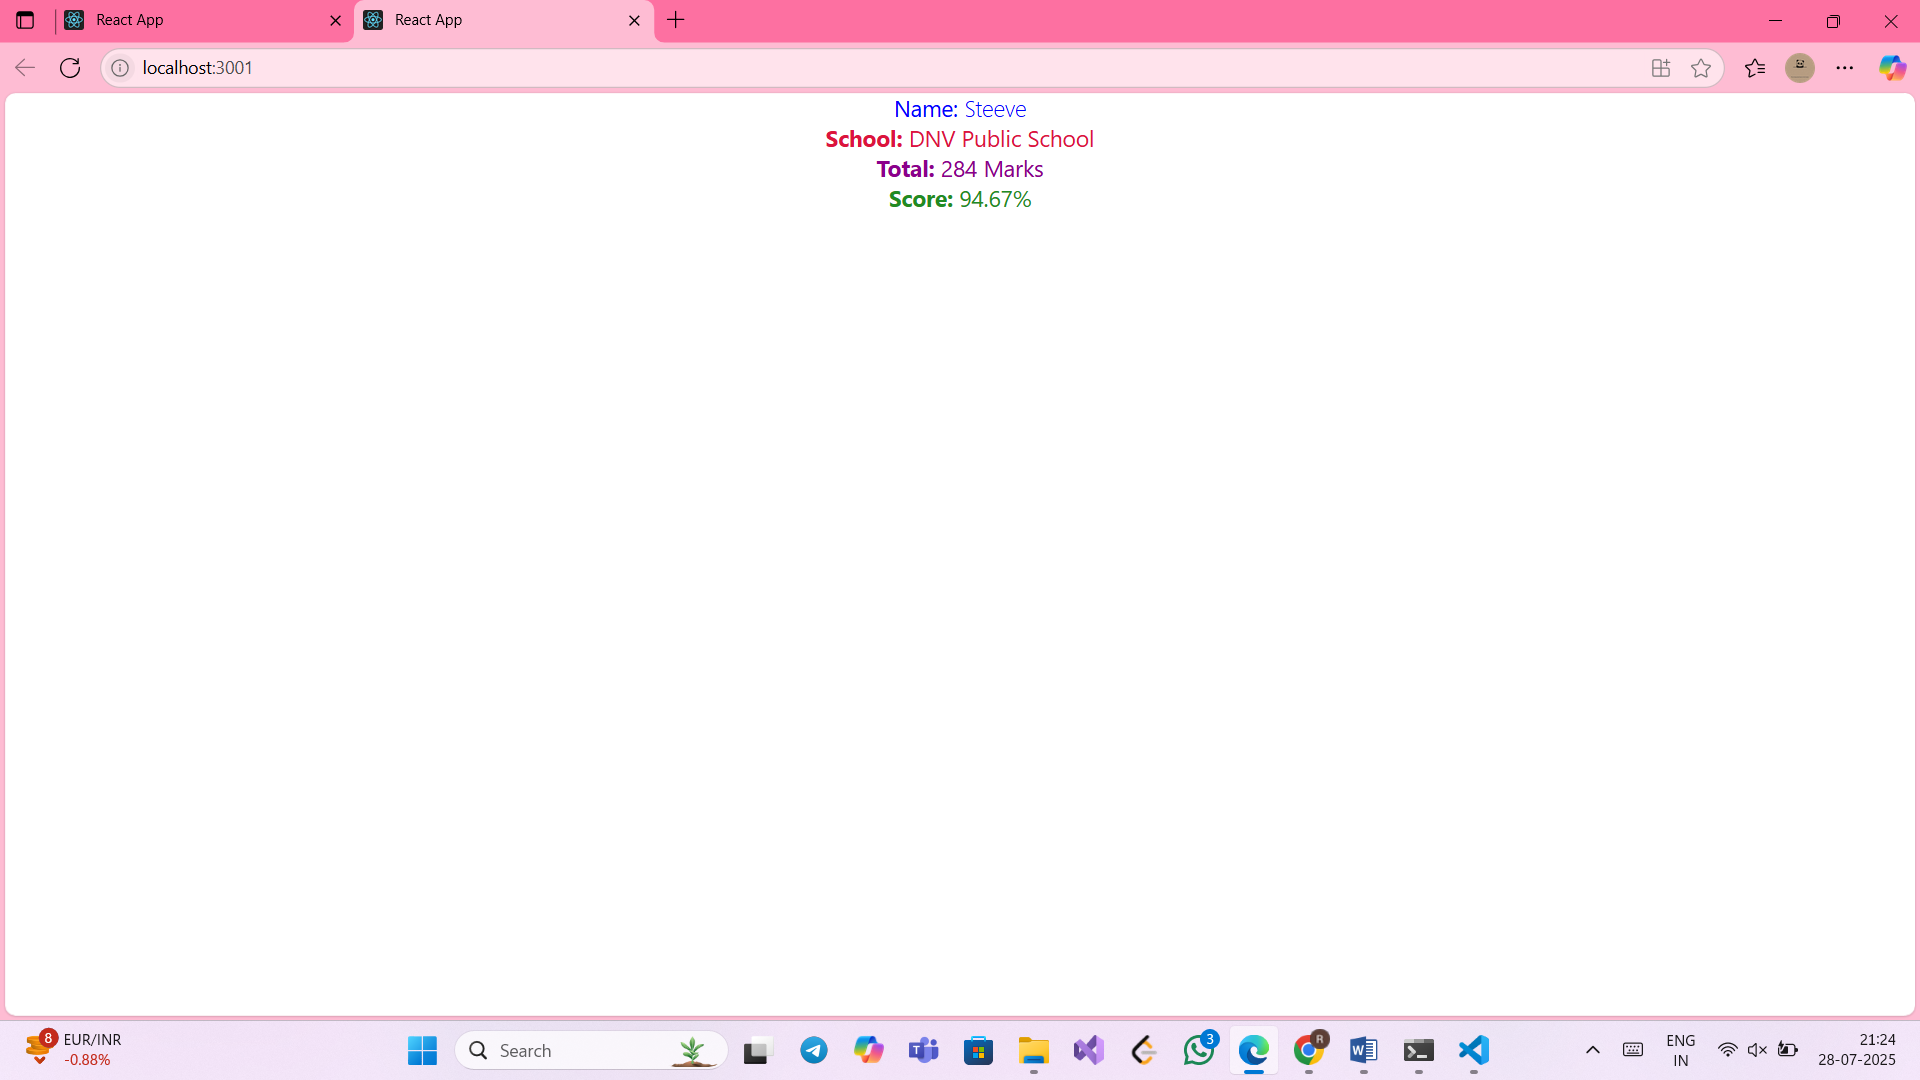 React App
React App
localhost:3001
Name: Steeve
School: DNV Public School
Total: 284 Marks
Score: 94.67%
8
EUR/INR
-0.88%
Search
3
R
ENG
IN
21:24
28-07-2025